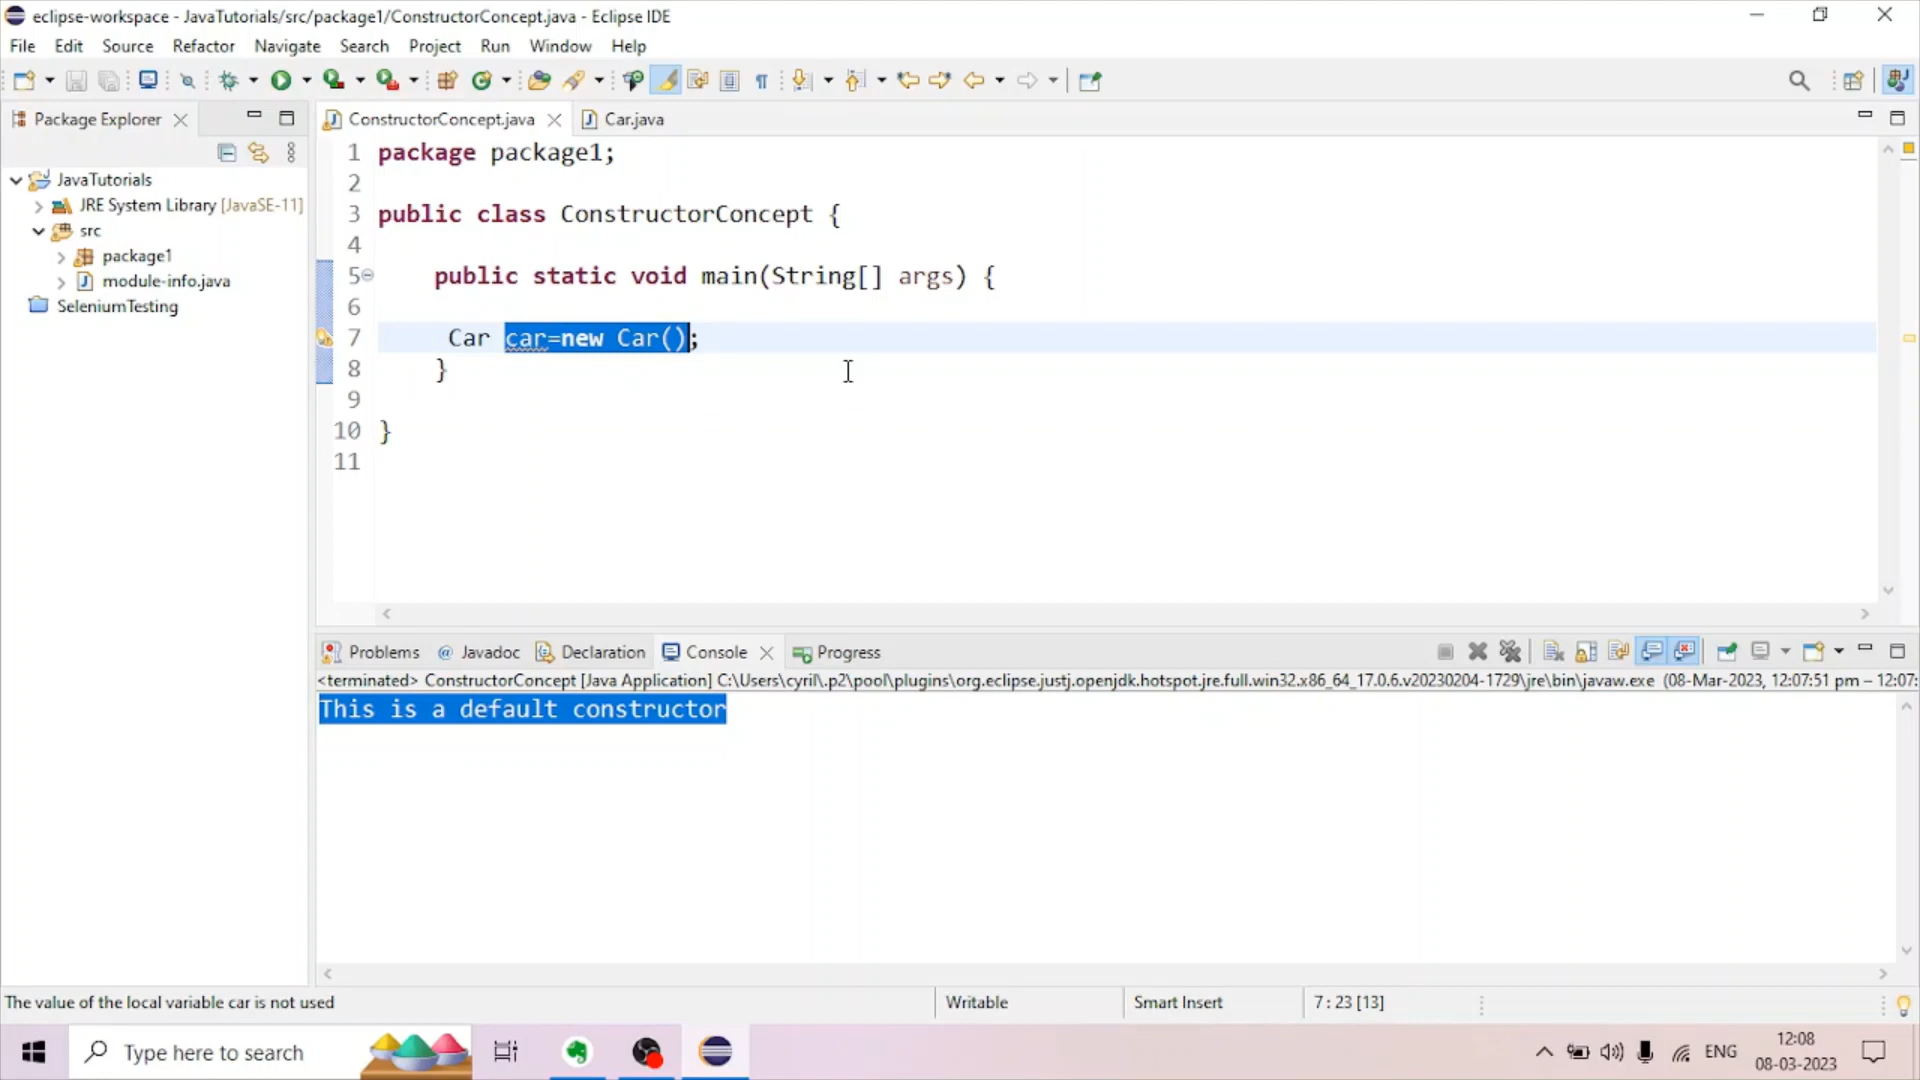 eclipse-workspace - JavaTutorials/src/package1/ConstructorConcept.java - Eclipse IDE
File Edit Source Refactor Navigate Search Project Run Window Help
Package Explorer
ConstructorConcept.java
Car.java
JavaTutorials
JRE System Library [JavaSE-11]
src
package1
module-info.java
SeleniumTesting
1 package package1;
2
3 public class ConstructorConcept {
4
5 public static void main(String[] args) {
6
7 Car car=new Car();
8 }
9
10 }
11
Problems @ Javadoc Declaration Console Progress
<terminated> ConstructorConcept [Java Application] C:\Users\cyril\.p2\pool\plugins\org.eclipse.justj.openjdk.hotspot.jre.full.win32.x86_64_17.0.6.v20230204-1729\jre\bin\javaw.exe (08-Mar-2023, 12:07:51 pm – 12:07:
This is a default constructor
The value of the local variable car is not used
Writable
Smart Insert
7 : 23 [13]
Type here to search
ENG
12:08
08-03-2023